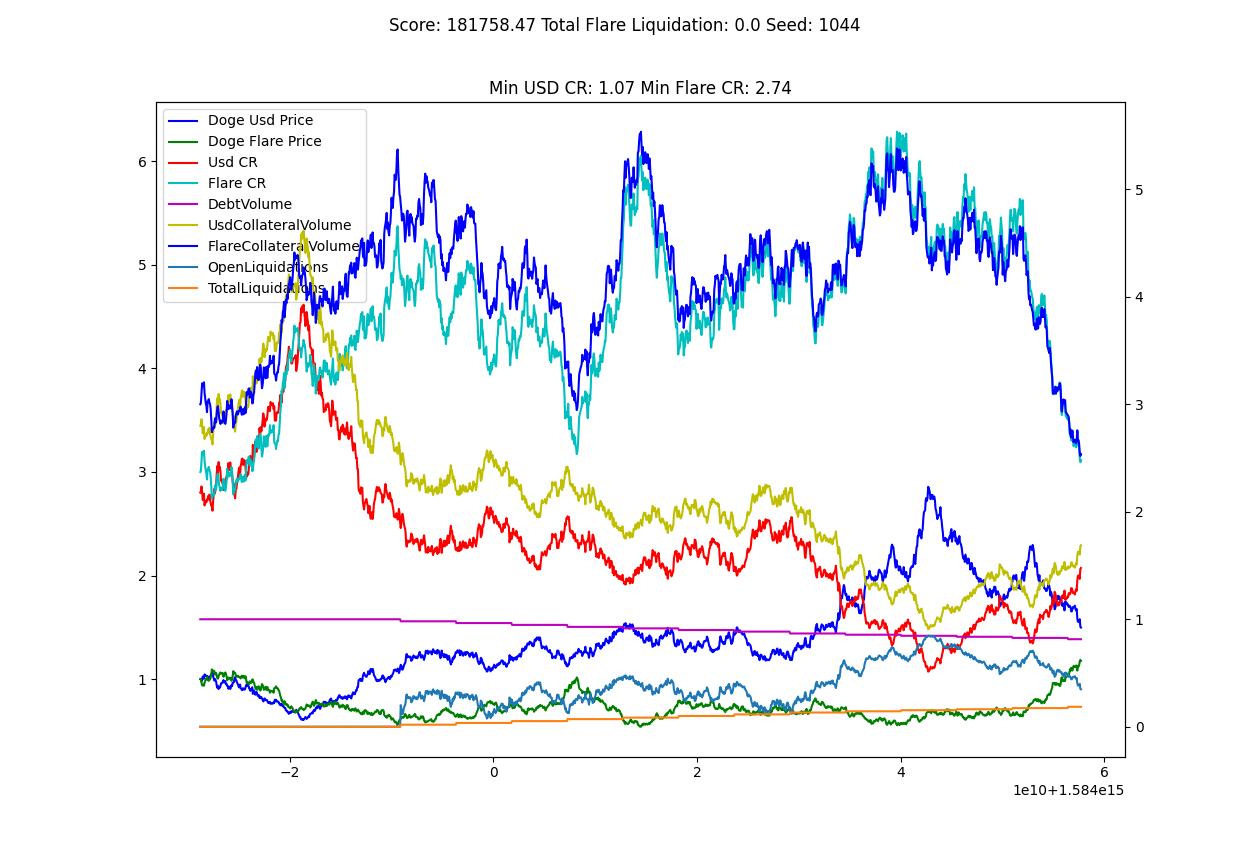 Score: 181758.47 Total Flare Liquidation: 0.0 Seed: 1044
Min USD CR: 1.07 Min Flare CR: 2.74
Doge Usd Price
Doge Flare Price
Usd CR
Flare CR
DebtVolume
UsdCollateralVolume
FlareCollateralVolume
OpenLiquidations
TotalLiquidations
6
5
4
3
2
1
5
4
3
2
1
0
−2
0
2
4
6
1e10+1.584e15